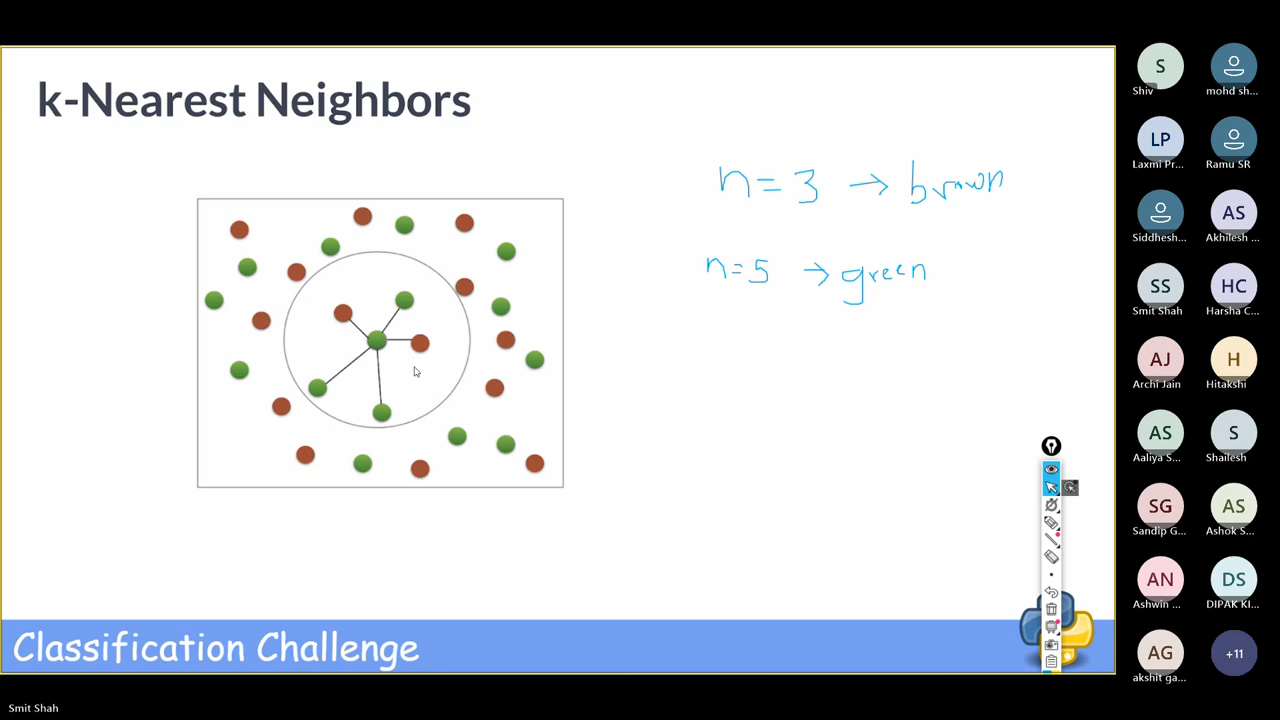 k-Nearest Neighbors
n = 3 → brown
n = 5 → green
Classification Challenge
S
Shiv
mohd sh...
LP
Laxmi Pr...
Ramu SR
Siddhesh...
AS
Akhilesh ...
SS
Smit Shah
HC
Harsha C...
AJ
Archi Jain
H
Hitakshi
AS
Aaliya S...
S
Shailesh
SG
Sandip G...
AS
Ashok S...
AN
Ashwin ...
DS
DIPAK KI...
AG
akshit ga...
+11
Smit Shah